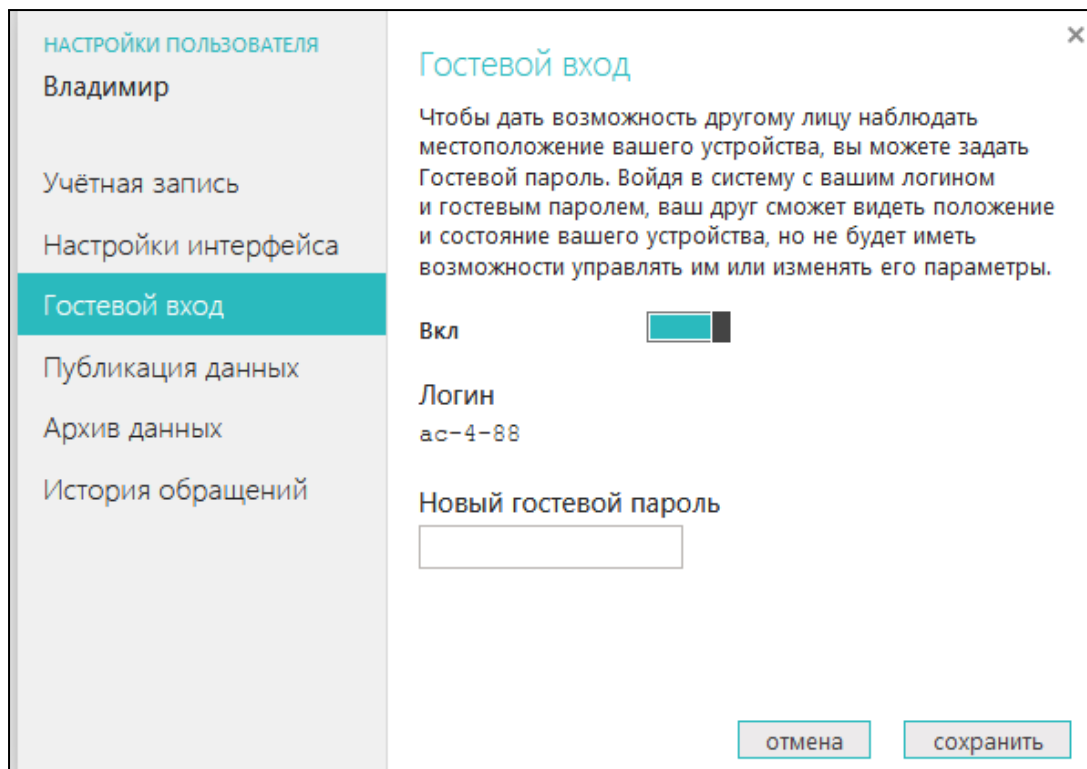 НАСТРОЙКИ ПОЛЬЗОВАТЕЛЯ
Владимир
Учётная запись
Настройки интерфейса
Гостевой вход
Публикация данных
Архив данных
История обращений
×
Гостевой вход
Чтобы дать возможность другому лицу наблюдать
местоположение вашего устройства, вы можете задать
Гостевой пароль. Войдя в систему с вашим логином
и гостевым паролем, ваш друг сможет видеть положение
и состояние вашего устройства, но не будет иметь
возможности управлять им или изменять его параметры.
Вкл
Логин
ac-4-88
Новый гостевой пароль
отмена
сохранить